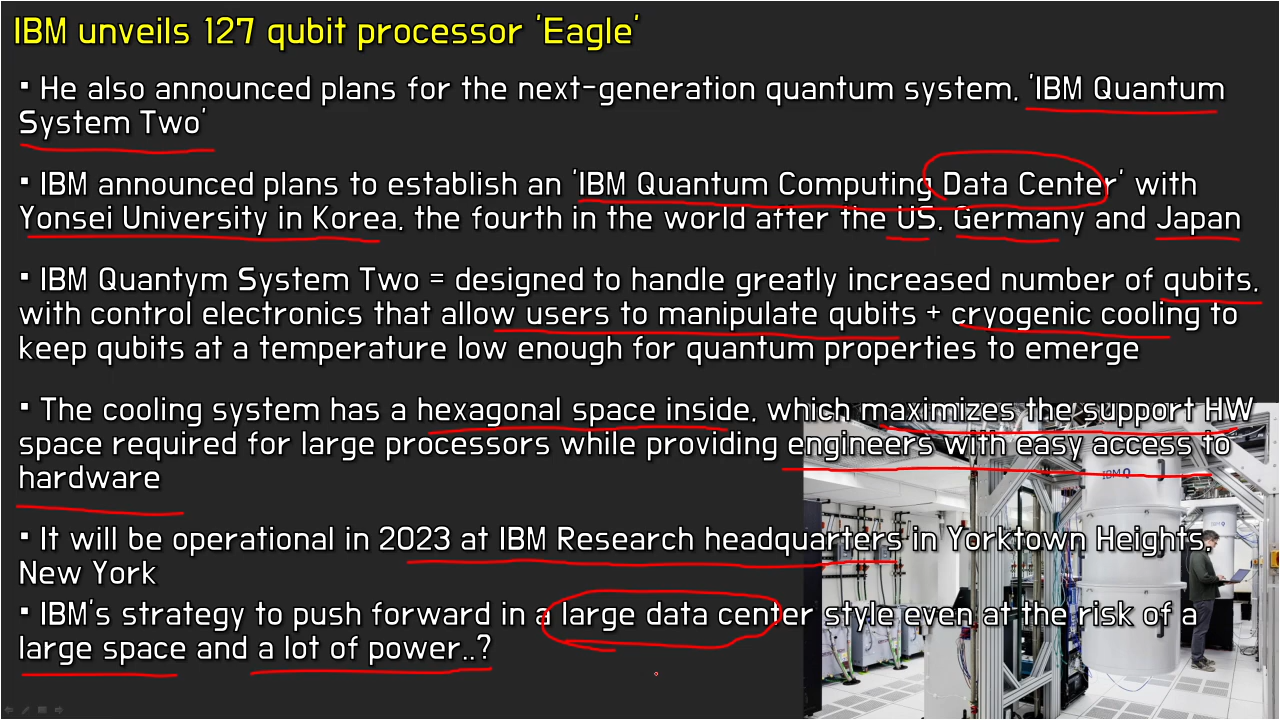 IBM unveils 127 qubit processor 'Eagle'
▪ He also announced plans for the next-generation quantum system, 'IBM Quantum
System Two'
▪ IBM announced plans to establish an 'IBM Quantum Computing Data Center' with
Yonsei University in Korea, the fourth in the world after the US, Germany and Japan
▪ IBM Quantym System Two = designed to handle greatly increased number of qubits,
with control electronics that allow users to manipulate qubits + cryogenic cooling to
keep qubits at a temperature low enough for quantum properties to emerge
▪ The cooling system has a hexagonal space inside, which maximizes the support HW
space required for large processors while providing engineers with easy access to
hardware
IBM Q
▪ It will be operational in 2023 at IBM Research headquarters in Yorktown Heights,
New York
▪ IBM's strategy to push forward in a large data center style even at the risk of a
large space and a lot of power..?